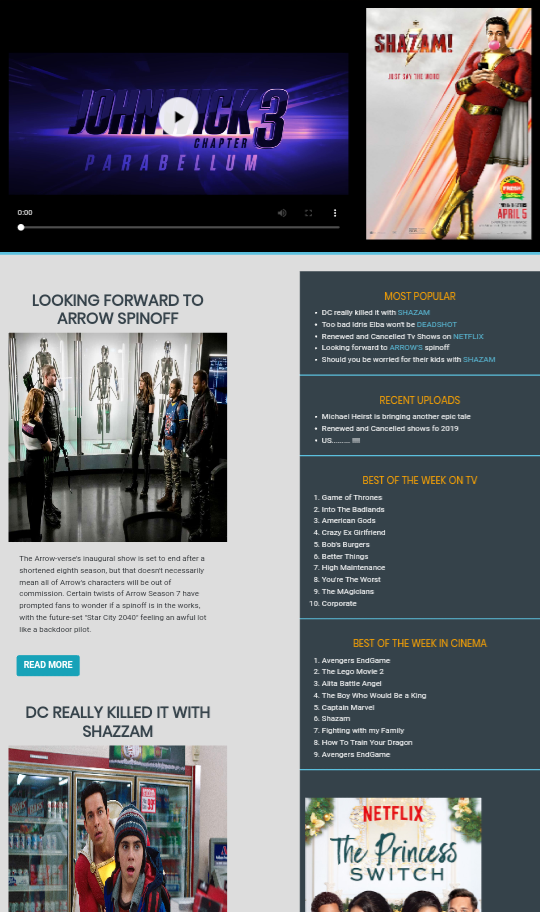 JOHN WICK 3
CHAPTER
PARABELLUM
0:00
SHAZAM!
JUST SAY THE WORD
FRESH
APRIL 5
LOOKING FORWARD TO
ARROW SPINOFF
The Arrow-verse's inaugural show is set to end after a
shortened eighth season, but that doesn't necessarily
mean all of Arrow's characters will be out of
commission. Certain twists of Arrow Season 7 have
prompted fans to wonder if a spinoff is in the works,
with the future-set "Star City 2040" feeling an awful lot
like a backdoor pilot.
READ MORE
DC REALLY KILLED IT WITH
SHAZZAM
99¢
MOST POPULAR
• DC really killed it with SHAZAM
• Too bad Idris Elba won't be DEADSHOT
• Renewed and Cancelled Tv Shows on NETFLIX
• Looking forward to ARROW'S spinoff
• Should you be worried for their kids with SHAZAM
RECENT UPLOADS
• Michael Heirst is bringing another epic tale
• Renewed and Cancelled shows fo 2019
• US......... !!!!
BEST OF THE WEEK ON TV
1. Game of Thrones
2. Into The Badlands
3. American Gods
4. Crazy Ex Girlfriend
5. Bob's Burgers
6. Better Things
7. High Maintenance
8. You're The Worst
9. The MAgicians
10. Corporate
BEST OF THE WEEK IN CINEMA
1. Avengers EndGame
2. The Lego Movie 2
3. Alita Battle Angel
4. The Boy Who Would Be a King
5. Captain Marvel
6. Shazam
7. Fighting with my Family
8. How To Train Your Dragon
9. Avengers EndGame
NETFLIX
The Princess
SWITCH